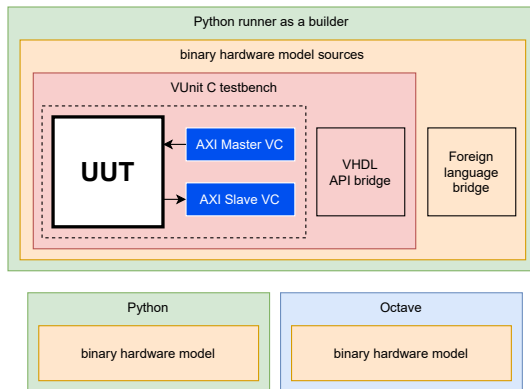 Python runner as a builder
binary hardware model sources
VUnit C testbench
UUT
AXI Master VC
AXI Slave VC
VHDL
API bridge
Foreign
language
bridge
Python
binary hardware model
Octave
binary hardware model